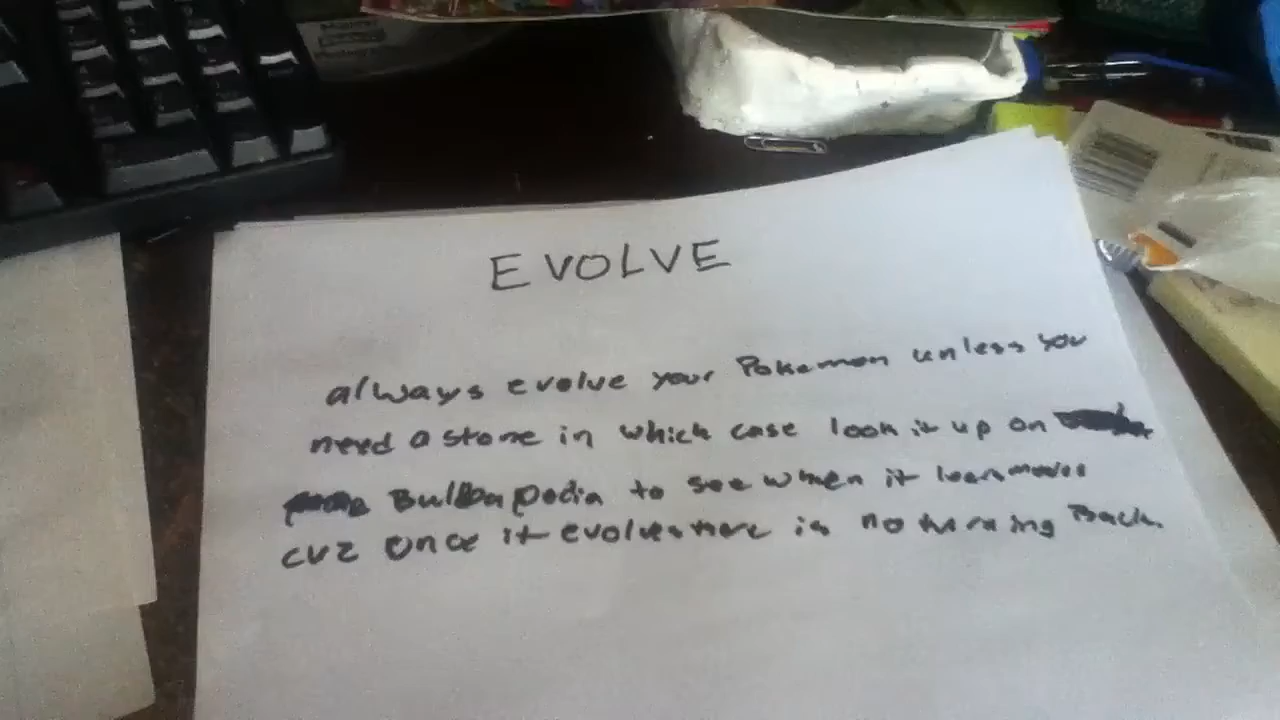 EVOLVE
always evolve your Pokemon unless you
need a stone in which case look it up on
Bulbapedia to see when it learns moves
cuz once it evolves there is no turning Back.